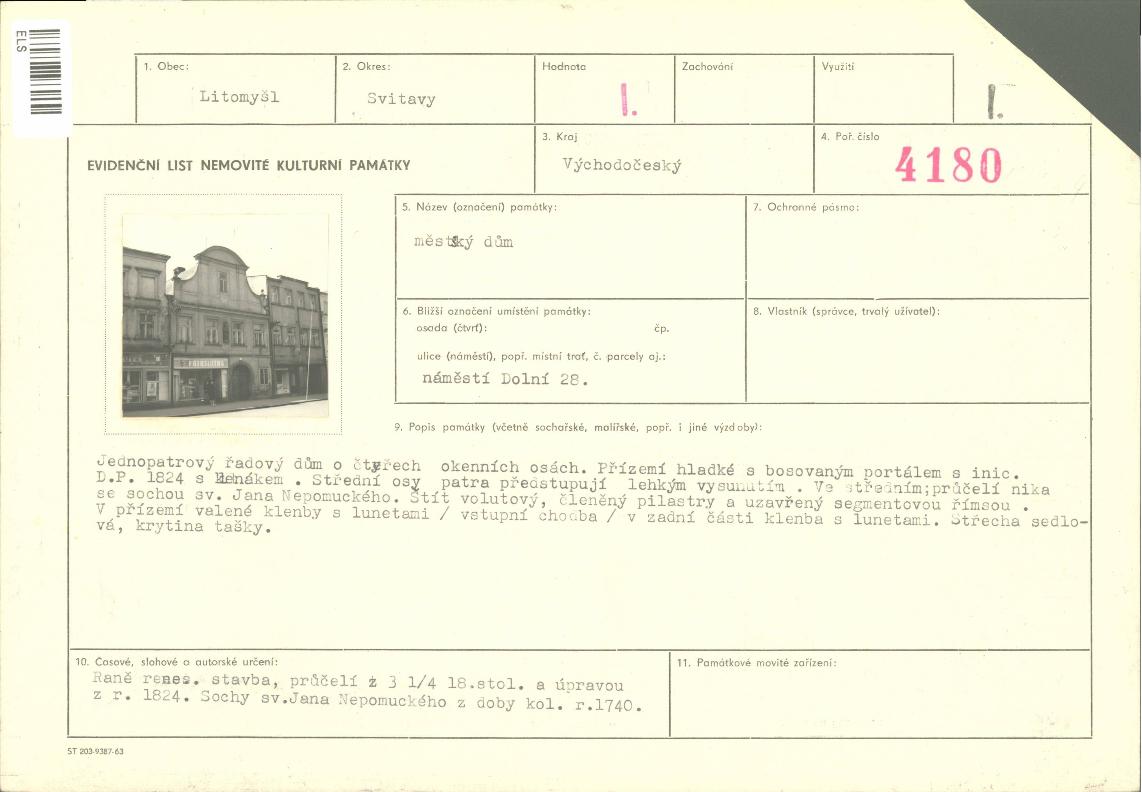 ELS
1. Obec:
Litomyšl
2. Okres:
Svitavy
Hodnota
I.
Zachování
Využití
I.
EVIDENČNÍ LIST NEMOVITÉ KULTURNÍ PAMÁTKY
3. Kraj
Východočeský
4. Poř. číslo
4180
5. Název (označení) památky:
městský dům
7. Ochranné pásmo:
6. Bližší označení umístění památky:
osada (čtvrť): čp.
ulice (náměstí), popř. místní trať, č. parcely aj.:
náměstí Dolní 28.
8. Vlastník (správce, trvalý uživatel):
9. Popis památky (včetně sochařské, malířské, popř. i jiné výzdoby):
Jednopatrový řadový dům o čtyřech okenních osách. Přízemí hladké s bosovaným portálem s inic.
D.P. 1824 s klenákem . Střední osy patra předstupují lehkým vysunutím . Ve středním;průčelí nika
se sochou sv. Jana Nepomuckého. Štít volutový, členěný pilastry a uzavřený segmentovou římsou .
V přízemí valené klenby s lunetami / vstupní chodba / v zadní části klenba s lunetami. Střecha sedlo-
vá, krytina tašky.
10. Časové, slohové a autorské určení:
Raně renes. stavba, průčelí z 3 1/4 18.stol. a úpravou
z r. 1824. Sochy sv.Jana Nepomuckého z doby kol. r.1740.
11. Památkové movité zařízení:
ST 203-9387-63